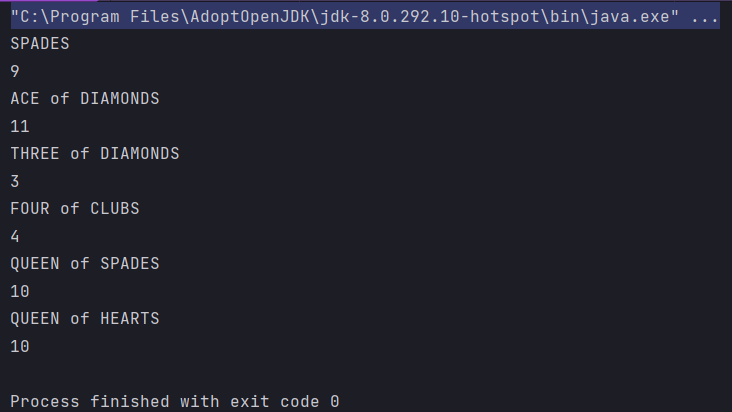 "C:\Program Files\AdoptOpenJDK\jdk-8.0.292.10-hotspot\bin\java.exe" ...
SPADES
9
ACE of DIAMONDS
11
THREE of DIAMONDS
3
FOUR of CLUBS
4
QUEEN of SPADES
10
QUEEN of HEARTS
10
Process finished with exit code 0